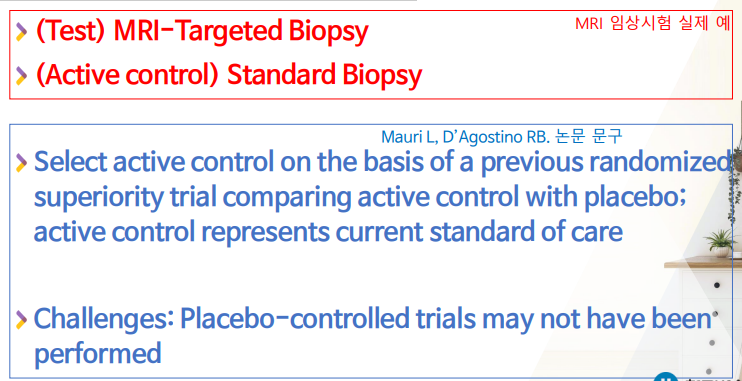 (Test) MRI-Targeted Biopsy
MRI 임상시험 실제 예
(Active control) Standard Biopsy
Mauri L, D’Agostino RB. 논문 문구
Select active control on the basis of a previous randomized
superiority trial comparing active control with placebo;
active control represents current standard of care
Challenges: Placebo-controlled trials may not have been
performed